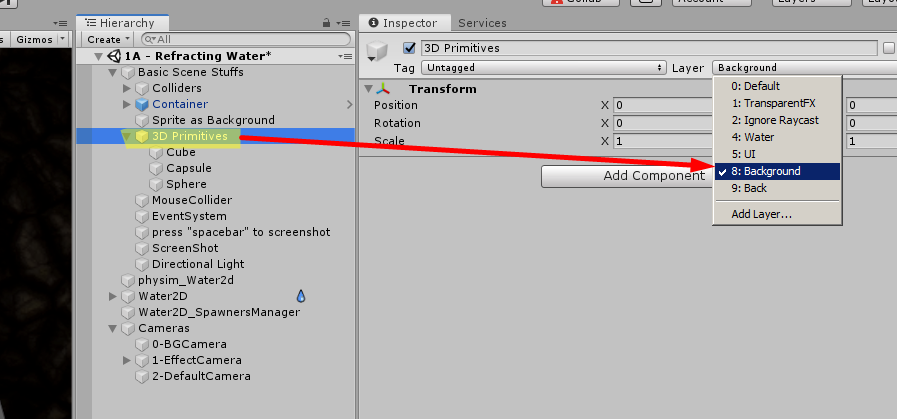 Collab
Account
Layers
Hierarchy
Inspector
Services
Gizmos
Create
All
1A - Refracting Water*
Basic Scene Stuffs
Colliders
Container
Sprite as Background
3D Primitives
Cube
Capsule
Sphere
MouseCollider
EventSystem
press "spacebar" to screenshot
ScreenShot
Directional Light
physim_Water2d
Water2D
Water2D_SpawnersManager
Cameras
0-BGCamera
1-EffectCamera
2-DefaultCamera
3D Primitives
Tag Untagged Layer Background
Transform
Position X 0 0
Rotation X 0 0
Scale X 1 1
Add Component
0: Default
1: TransparentFX
2: Ignore Raycast
4: Water
5: UI
8: Background
9: Back
Add Layer...